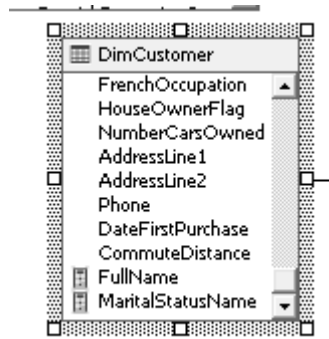 DimCustomer
FrenchOccupation
HouseOwnerFlag
NumberCarsOwned
AddressLine1
AddressLine2
Phone
DateFirstPurchase
CommuteDistance
FullName
MaritalStatusName